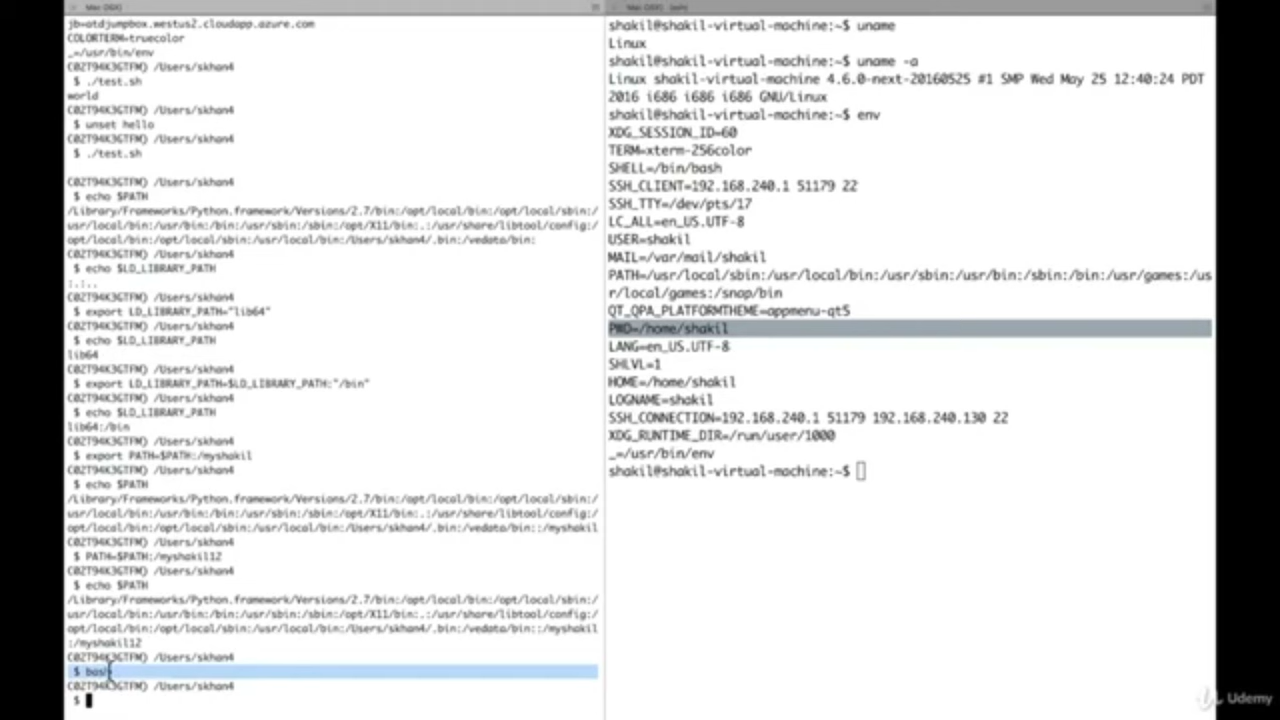 Mac (OSX)
jb=atdjumpbox.westus2.cloudapp.azure.com
COLORTERM=truecolor
_=/usr/bin/env
C02T94K3GTFM) /Users/skhan4
$ ./test.sh
world
C02T94K3GTFM) /Users/skhan4
$ unset hello
C02T94K3GTFM) /Users/skhan4
$ ./test.sh
C02T94K3GTFM) /Users/skhan4
$ echo $PATH
/Library/Frameworks/Python.framework/Versions/2.7/bin:/opt/local/bin:/opt/local/sbin:/
usr/local/bin:/usr/bin:/bin:/usr/sbin:/sbin:/opt/X11/bin:.:/usr/share/libtool/config:/
opt/local/bin:/opt/local/sbin:/usr/local/bin:/Users/skhan4/.bin:/vedata/bin:
C02T94K3GTFM) /Users/skhan4
$ echo $LD_LIBRARY_PATH
:.:..
C02T94K3GTFM) /Users/skhan4
$ export LD_LIBRARY_PATH="lib64"
C02T94K3GTFM) /Users/skhan4
$ echo $LD_LIBRARY_PATH
lib64
C02T94K3GTFM) /Users/skhan4
$ export LD_LIBRARY_PATH=$LD_LIBRARY_PATH:"/bin"
C02T94K3GTFM) /Users/skhan4
$ echo $LD_LIBRARY_PATH
lib64:/bin
C02T94K3GTFM) /Users/skhan4
$ export PATH=$PATH:/myshakil
C02T94K3GTFM) /Users/skhan4
$ echo $PATH
/Library/Frameworks/Python.framework/Versions/2.7/bin:/opt/local/bin:/opt/local/sbin:/
usr/local/bin:/usr/bin:/bin:/usr/sbin:/sbin:/opt/X11/bin:.:/usr/share/libtool/config:/
opt/local/bin:/opt/local/sbin:/usr/local/bin:/Users/skhan4/.bin:/vedata/bin::/myshakil
C02T94K3GTFM) /Users/skhan4
$ PATH=$PATH:/myshakil12
C02T94K3GTFM) /Users/skhan4
$ echo $PATH
/Library/Frameworks/Python.framework/Versions/2.7/bin:/opt/local/bin:/opt/local/sbin:/
usr/local/bin:/usr/bin:/bin:/usr/sbin:/sbin:/opt/X11/bin:.:/usr/share/libtool/config:/
opt/local/bin:/opt/local/sbin:/usr/local/bin:/Users/skhan4/.bin:/vedata/bin::/myshakil
:/myshakil12
C02T94K3GTFM) /Users/skhan4
$ bash
C02T94K3GTFM) /Users/skhan4
$
Mac (OSX) (ssh)
shakil@shakil-virtual-machine:~$ uname
Linux
shakil@shakil-virtual-machine:~$ uname -a
Linux shakil-virtual-machine 4.6.0-next-20160525 #1 SMP Wed May 25 12:40:24 PDT
2016 i686 i686 i686 GNU/Linux
shakil@shakil-virtual-machine:~$ env
XDG_SESSION_ID=60
TERM=xterm-256color
SHELL=/bin/bash
SSH_CLIENT=192.168.240.1 51179 22
SSH_TTY=/dev/pts/17
LC_ALL=en_US.UTF-8
USER=shakil
MAIL=/var/mail/shakil
PATH=/usr/local/sbin:/usr/local/bin:/usr/sbin:/usr/bin:/sbin:/bin:/usr/games:/us
r/local/games:/snap/bin
QT_QPA_PLATFORMTHEME=appmenu-qt5
PWD=/home/shakil
LANG=en_US.UTF-8
SHLVL=1
HOME=/home/shakil
LOGNAME=shakil
SSH_CONNECTION=192.168.240.1 51179 192.168.240.130 22
XDG_RUNTIME_DIR=/run/user/1000
_=/usr/bin/env
shakil@shakil-virtual-machine:~$
Udemy